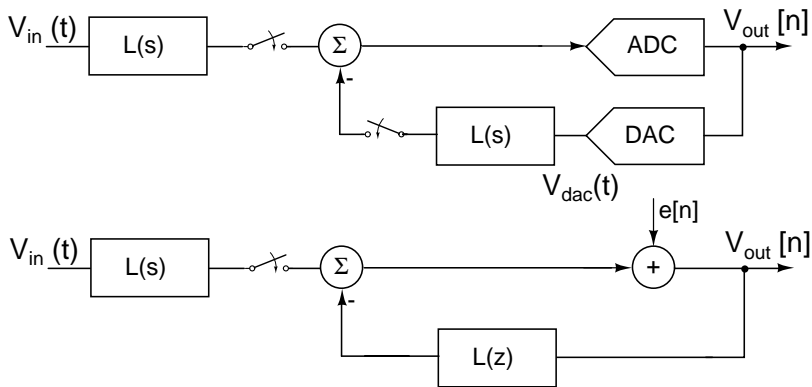 V_in (t) L(s) Σ ADC V_out [n]
-
L(s) DAC
V_dac(t)
e[n]
V_in (t) L(s) Σ + V_out [n]
-
L(z)